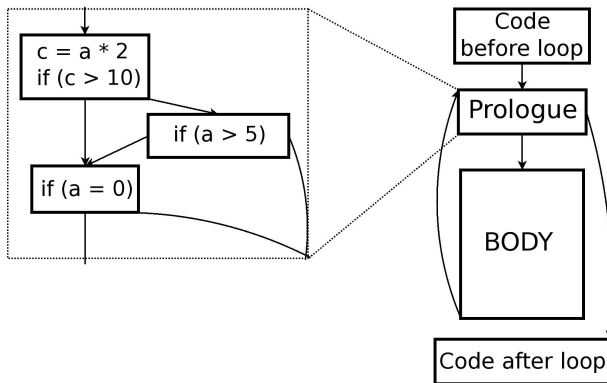 c = a * 2
if (c > 10)
if (a > 5)
if (a = 0)
Code
before loop
Prologue
BODY
Code after loop